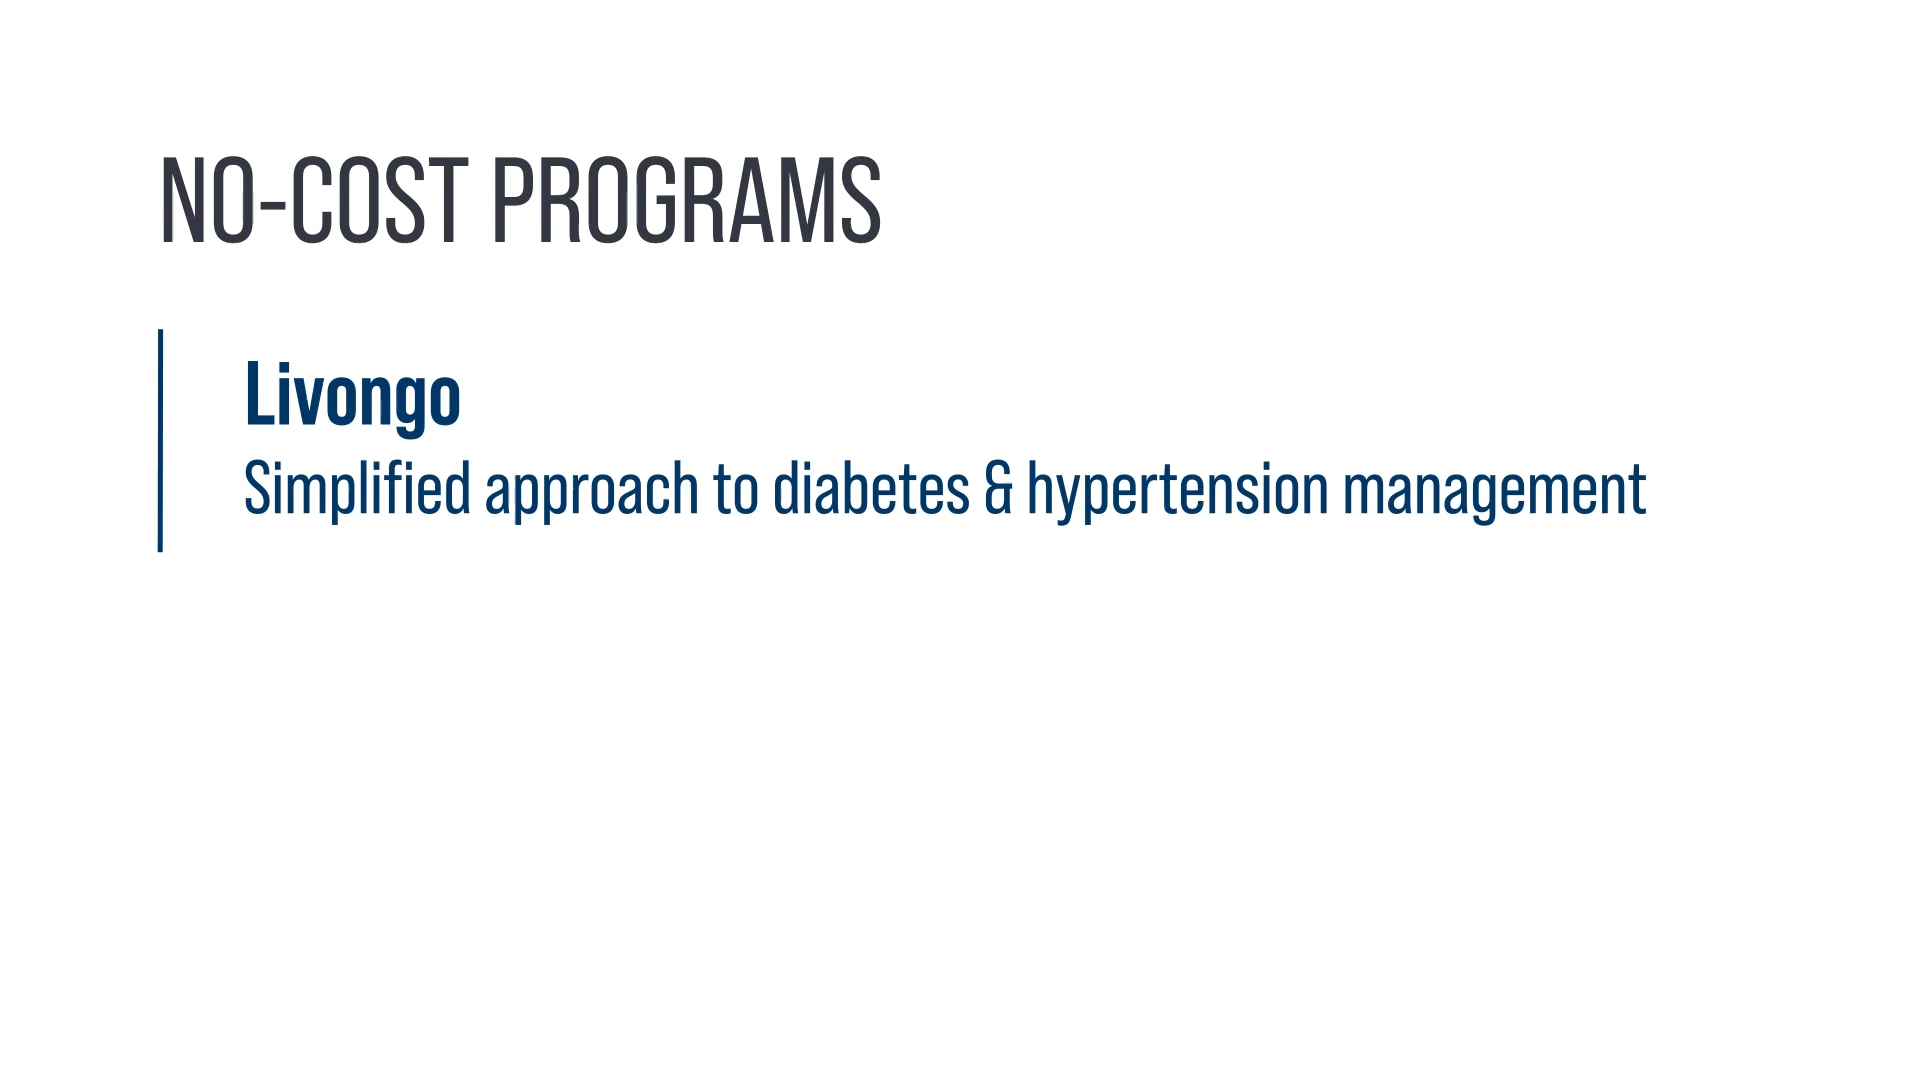 NO-COST PROGRAMS
Livongo
Simplified approach to diabetes & hypertension management